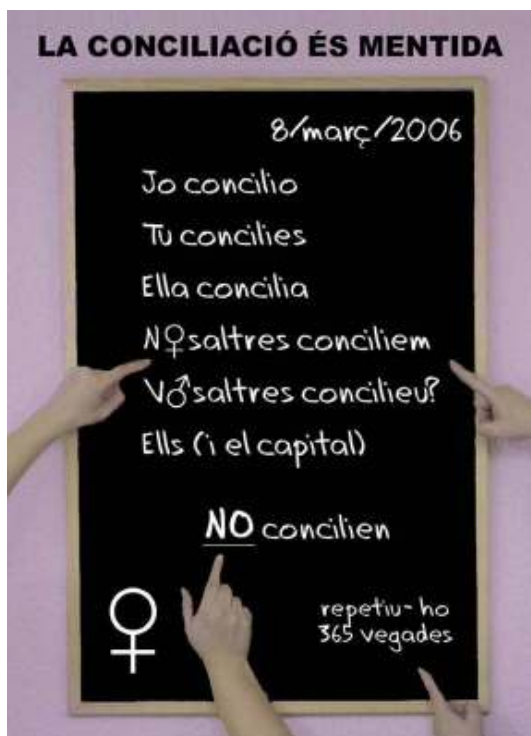 LA CONCILIACIÓ ÉS MENTIDA
8/març/2006
Jo concilio
Tu concilies
Ella concilia
N♀saltres conciliem
V♂saltres concilieu?
Ells (i el capital)
NO concilien
repetiu-ho
365 vegades